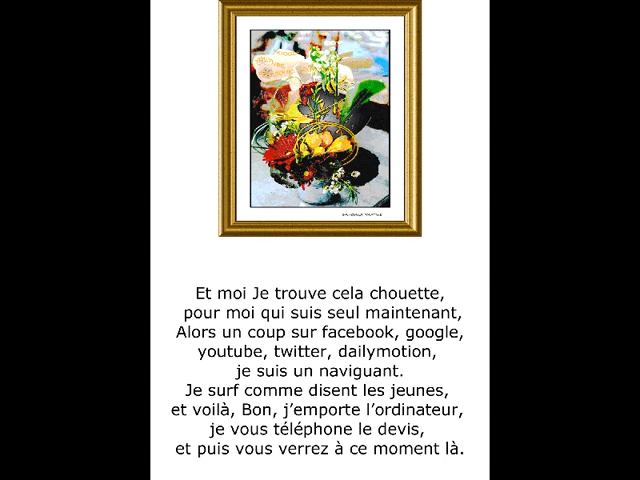 Et moi Je trouve cela chouette,
pour moi qui suis seul maintenant,
Alors un coup sur facebook, google,
youtube, twitter, dailymotion,
je suis un naviguant.
Je surf comme disent les jeunes,
et voilà, Bon, j’emporte l’ordinateur,
je vous téléphone le devis,
et puis vous verrez à ce moment là.